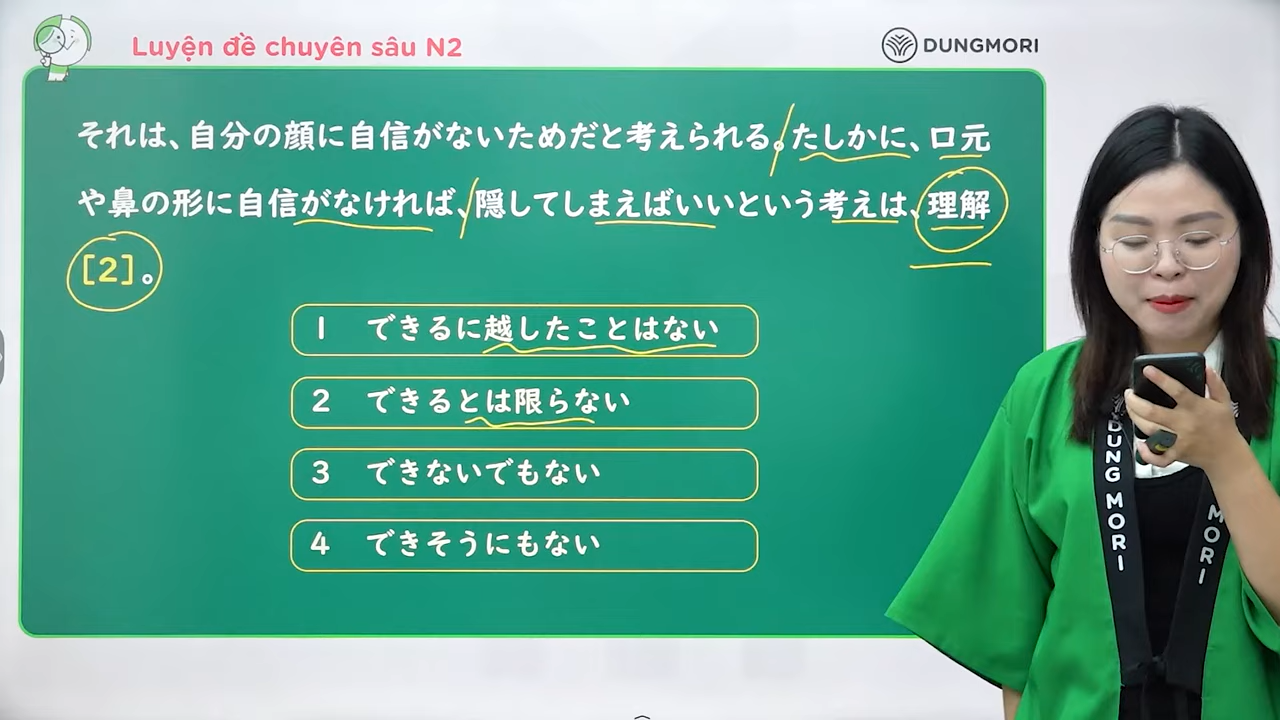 Luyện đề chuyên sâu N2
DUNGMORI
それは、自分の顔に自信がないためだと考えられる。たしかに、口元
や鼻の形に自信がなければ、隠してしまえばいいという考えは、理解
[2]。
1 できるに越したことはない
2 できるとは限らない
3 できないでもない
4 できそうにもない
DUNG MORI
MORI